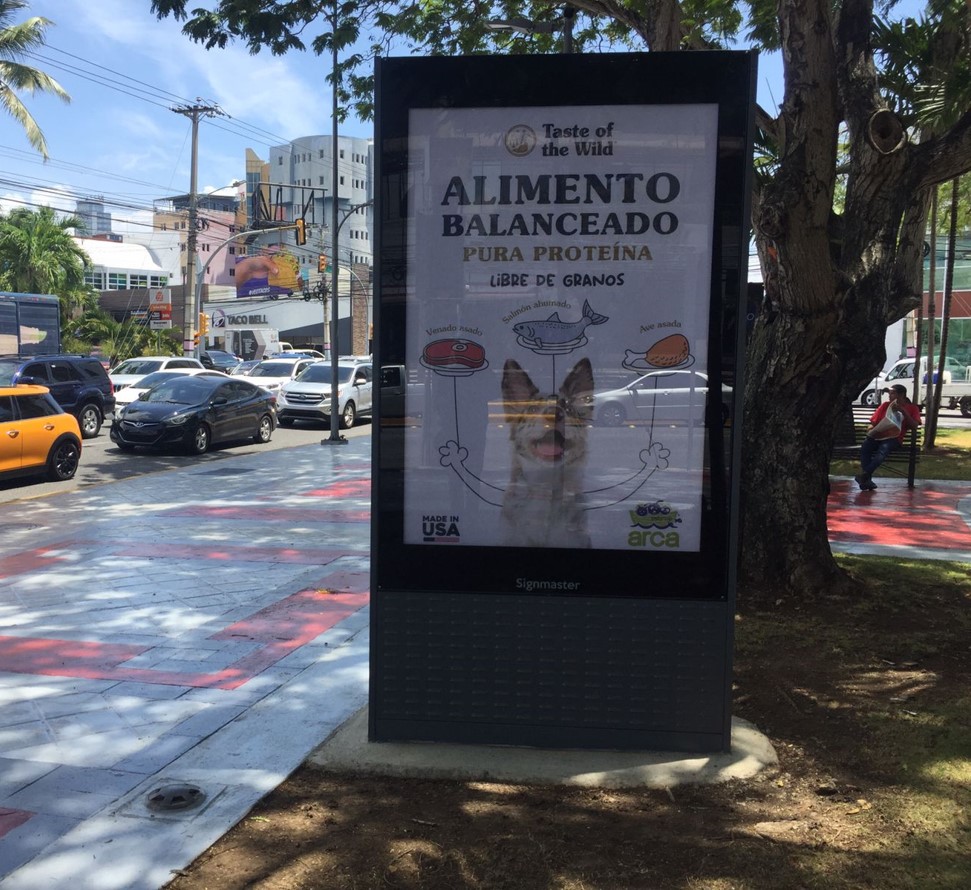 Taste of
the Wild
ALIMENTO
BALANCEADO
PURA PROTEÍNA
LIBRE DE GRANOS
Venado asado
Salmón ahumado
Ave asada
MADE IN
USA
arca
Signmaster
TACO BELL